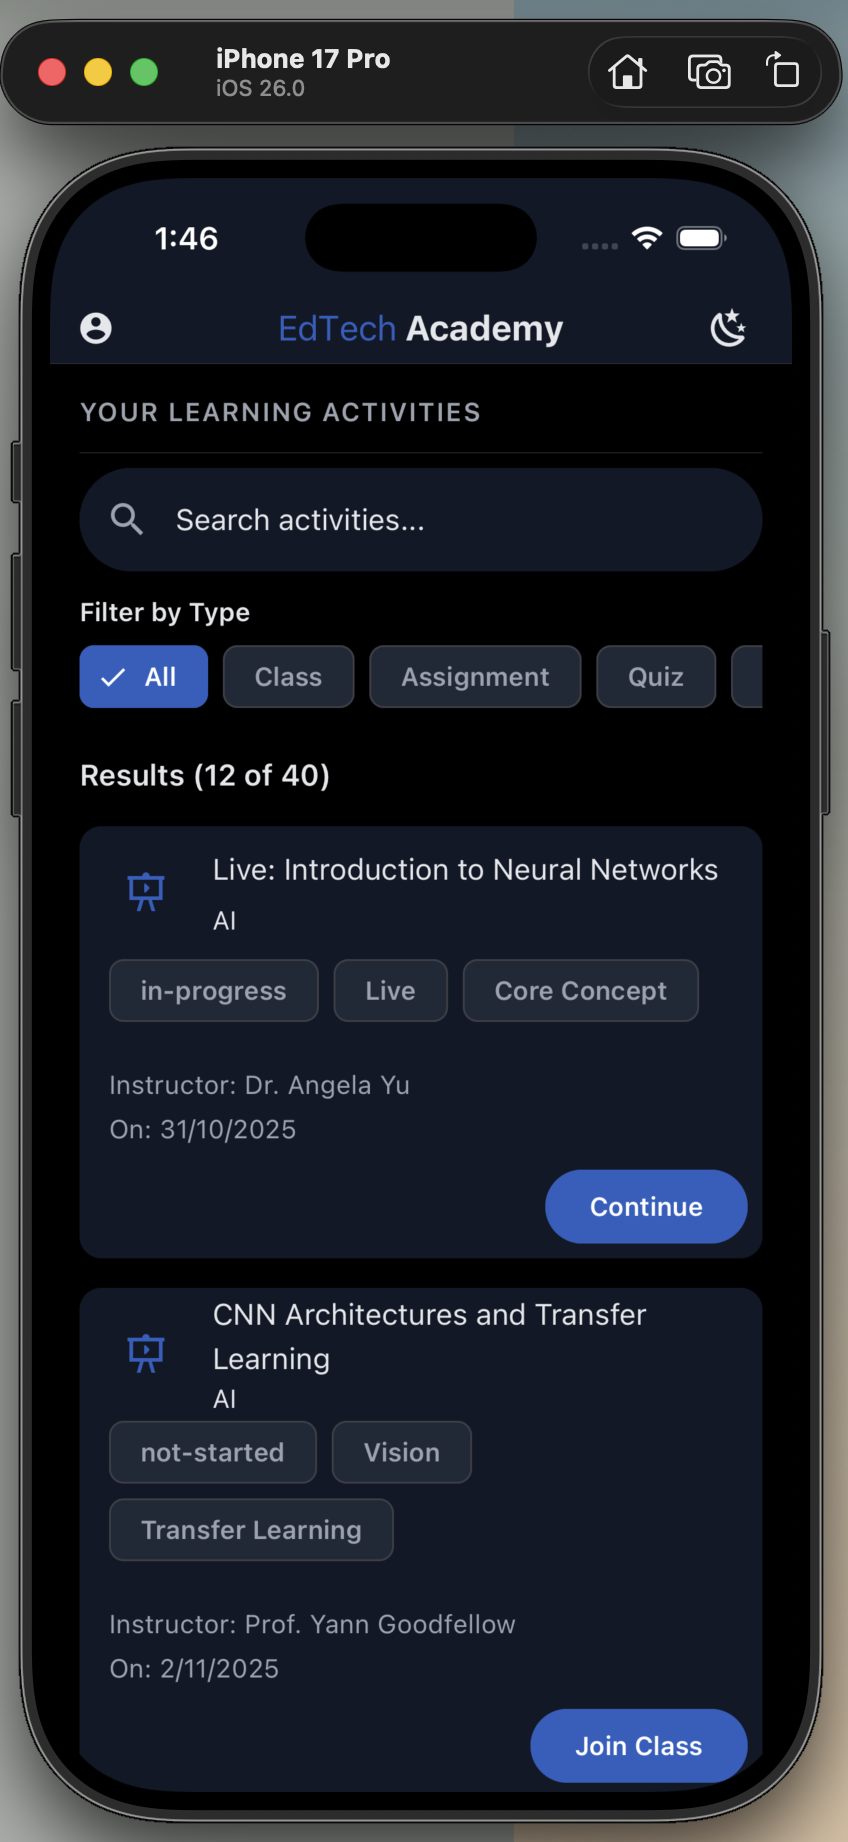 iPhone 17 Pro
iOS 26.0
1:46
EdTech Academy
YOUR LEARNING ACTIVITIES
Search activities...
Filter by Type
All Class Assignment Quiz
Results (12 of 40)
Live: Introduction to Neural Networks
AI
in-progress Live Core Concept
Instructor: Dr. Angela Yu
On: 31/10/2025
Continue
CNN Architectures and Transfer
Learning
AI
not-started Vision
Transfer Learning
Instructor: Prof. Yann Goodfellow
On: 2/11/2025
Join Class